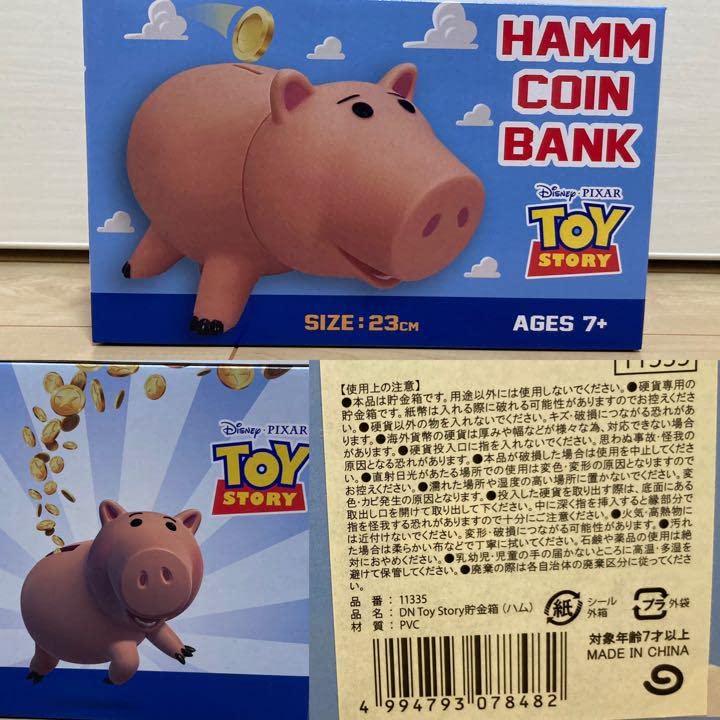 HAMM
COIN
BANK
Disney·PIXAR
TOY
STORY
SIZE:23CM
AGES 7+
Disney·PIXAR
TOY
STORY
11335
【使用上の注意】
●本品は貯金箱です。用途以外には使用しないでください。●硬貨専用の
貯金箱です。紙幣は入れる際に破れる可能性がありますのでお控えくださ
い。●硬貨以外の物を入れないでください。キズ・破損につながる恐れがあ
ります。●海外貨幣の硬貨は厚みや幅などが様々な為、対応できない場合
が
ります。●硬貨投入口に指を入れないでください。思わぬ事故・怪我の
原因となる恐れがあります。●本品が破損した場合は使用を中止してくださ
い。●直射日光があたる場所での使用は変色・変形の原因となりますので
お控えください。●濡れた場所や湿度の高い場所に置かないでください。変
色・カビ発生の原因となります。●投入した硬貨を取り出す際は、底面にある
取出し口を開けて取り出して下さい。中に深く指を挿入すると縁部分で
指を怪我する恐れがありますので十分にご注意ください。●火気・高熱物に
は近付けないでください。変形・破損につながる可能性があります。●汚れ
た場合は柔らかい布などで丁寧に拭いてください。石鹸や薬品の使用は絶
対におやめください。●乳幼児・児童の手の届かないところに高温・多湿を
避けて保管してください。●廃棄の際は各自治体の廃棄区分に従ってくださ
い。
品 番：11335
品 名：DN Toy Story貯金箱（ハム）
材 質：PVC
紙
シール
外箱
プラ
外袋
対象年齢7才以上
MADE IN CHINA
4 994793 078482